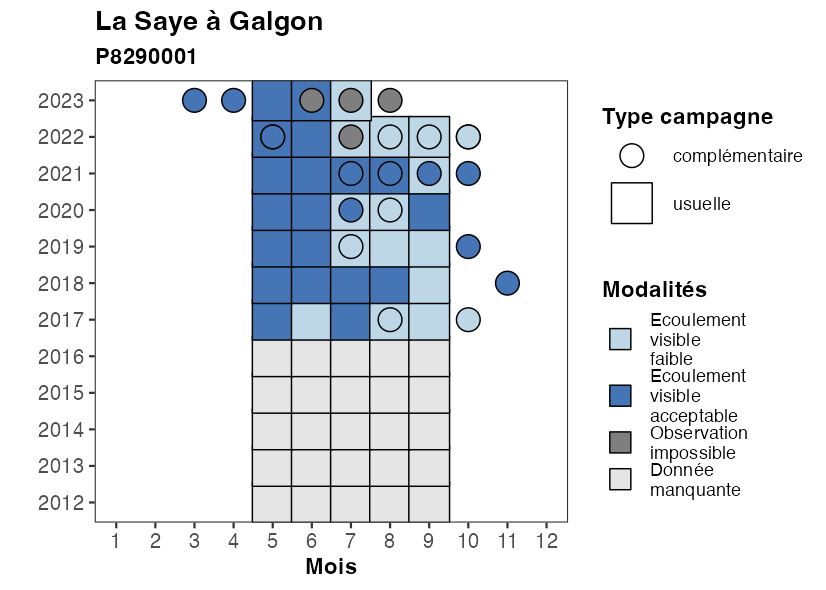 La Saye à Galgon
P8290001
2023
2022
2021
2020
2019
2018
2017
2016
2015
2014
2013
2012
1 2 3 4 5 6 7 8 9 10 11 12
Mois
Type campagne
complémentaire
usuelle
Modalités
Ecoulement
visible
faible
Ecoulement
visible
acceptable
Observation
impossible
Donnée
manquante